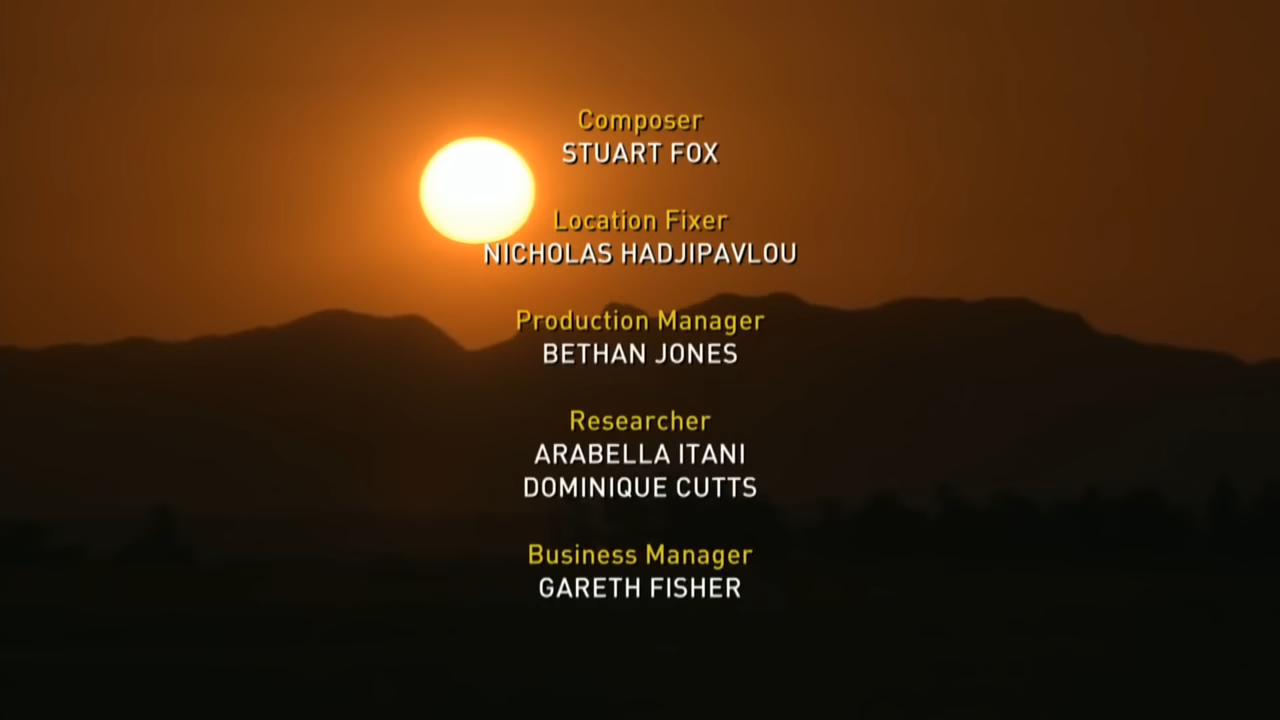 Composer
STUART FOX
Location Fixer
NICHOLAS HADJIPAVLOU
Production Manager
BETHAN JONES
Researcher
ARABELLA ITANI
DOMINIQUE CUTTS
Business Manager
GARETH FISHER